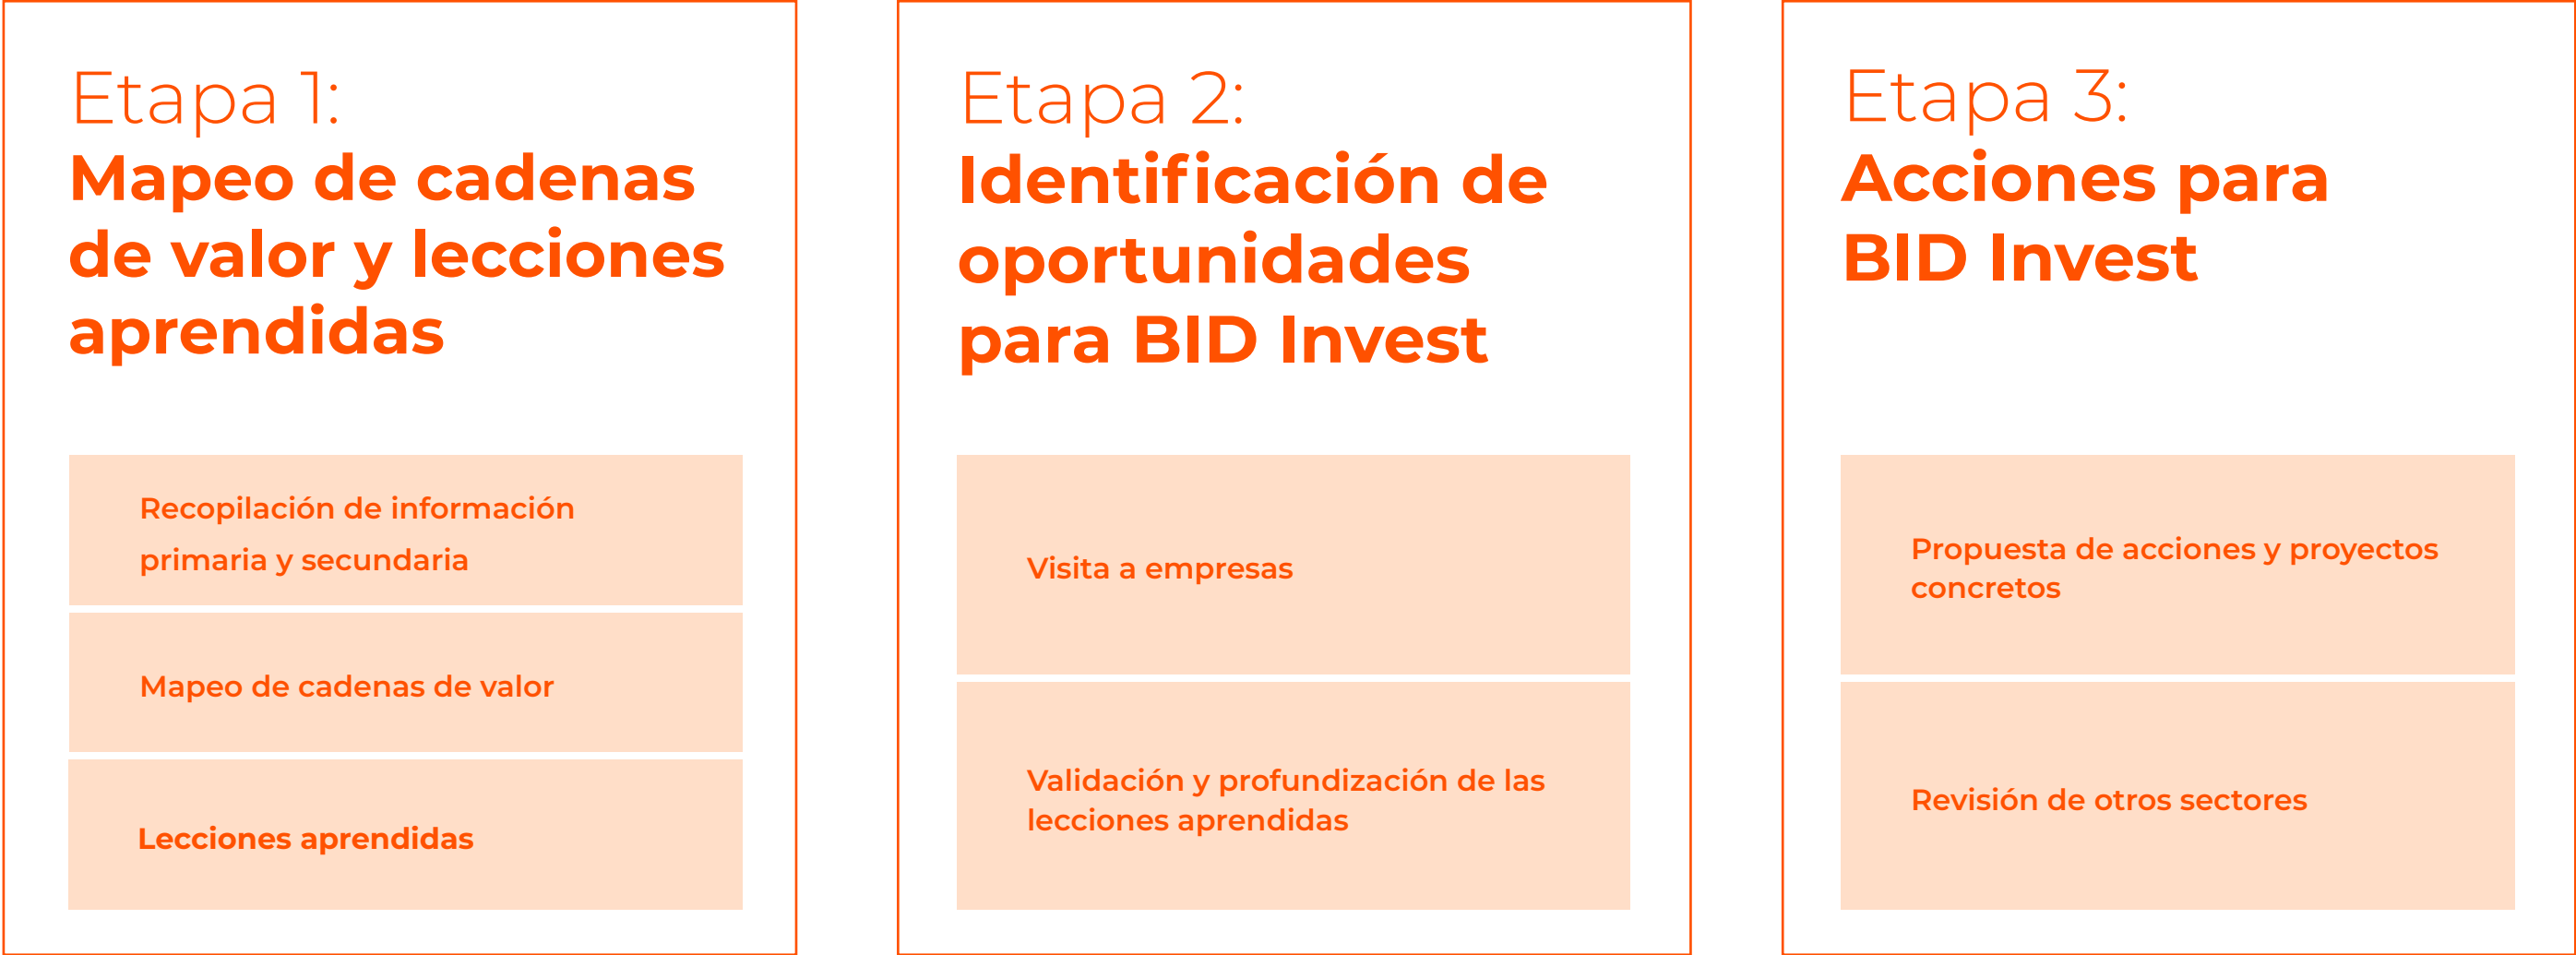 Etapa 1:
Mapeo de cadenas
de valor y lecciones
aprendidas
Recopilación de información
primaria y secundaria
Mapeo de cadenas de valor
Lecciones aprendidas
Etapa 2:
Identificación de
oportunidades
para BID Invest
Visita a empresas
Validación y profundización de las
lecciones aprendidas
Etapa 3:
Acciones para
BID Invest
Propuesta de acciones y proyectos
concretos
Revisión de otros sectores